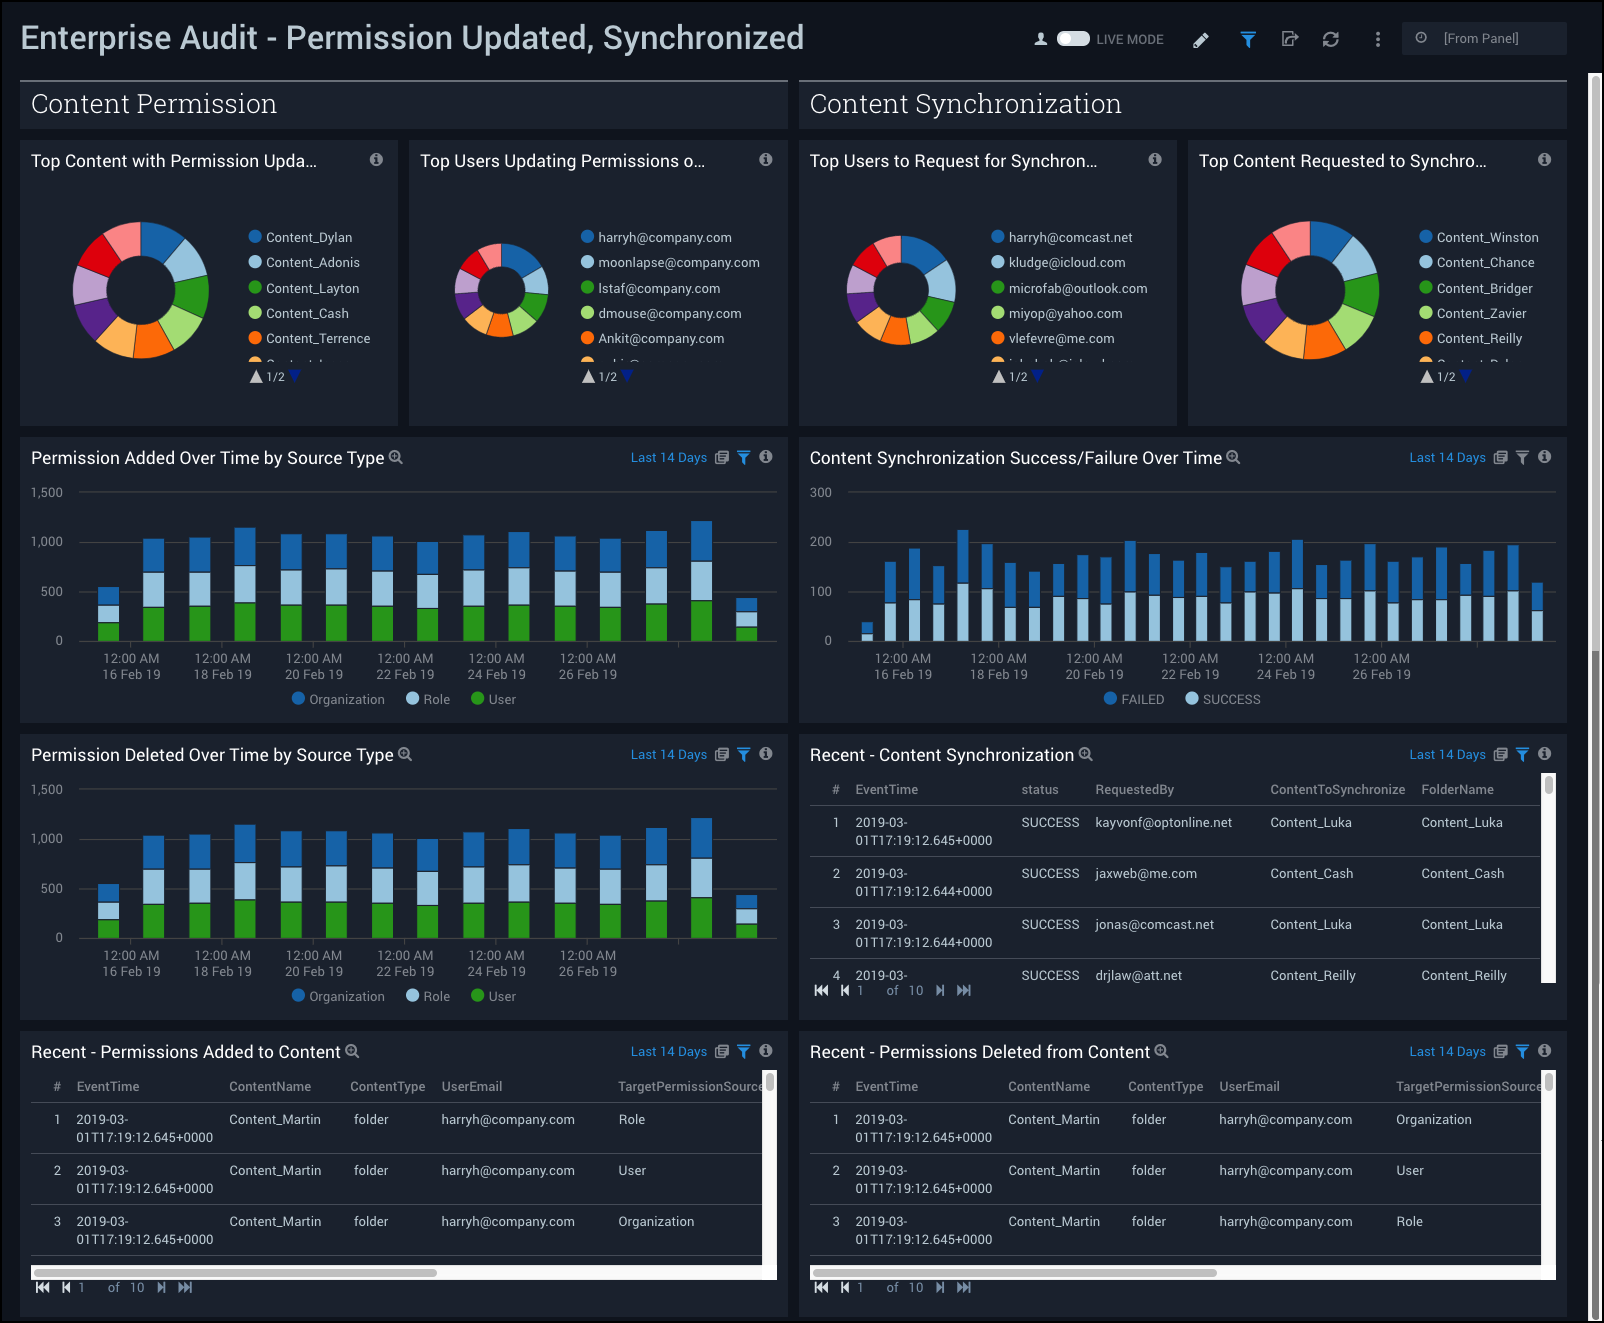 Enterprise Audit - Permission Updated, Synchronized
LIVE MODE
[From Panel]
Content Permission
Content Synchronization
Top Content with Permission Upda...
Content_Dylan
Content_Adonis
Content_Layton
Content_Cash
Content_Terrence
1/2
Top Users Updating Permissions o...
harryh@company.com
moonlapse@company.com
lstaf@company.com
dmouse@company.com
Ankit@company.com
1/2
Top Users to Request for Synchron...
harryh@comcast.net
kludge@icloud.com
microfab@outlook.com
miyop@yahoo.com
vlefevre@me.com
1/2
Top Content Requested to Synchro...
Content_Winston
Content_Chance
Content_Bridger
Content_Zavier
Content_Reilly
1/2
Permission Added Over Time by Source Type
Last 14 Days
1,500
1,000
500
0
12:00 AM 12:00 AM 12:00 AM 12:00 AM 12:00 AM 12:00 AM
16 Feb 19 18 Feb 19 20 Feb 19 22 Feb 19 24 Feb 19 26 Feb 19
Organization Role User
Content Synchronization Success/Failure Over Time
Last 14 Days
300
200
100
0
12:00 AM 12:00 AM 12:00 AM 12:00 AM 12:00 AM 12:00 AM
16 Feb 19 18 Feb 19 20 Feb 19 22 Feb 19 24 Feb 19 26 Feb 19
FAILED SUCCESS
Permission Deleted Over Time by Source Type
Last 14 Days
1,500
1,000
500
0
12:00 AM 12:00 AM 12:00 AM 12:00 AM 12:00 AM 12:00 AM
16 Feb 19 18 Feb 19 20 Feb 19 22 Feb 19 24 Feb 19 26 Feb 19
Organization Role User
Recent - Content Synchronization
Last 14 Days
# EventTime status RequestedBy ContentToSynchronize FolderName
1 2019-03- SUCCESS kayvonf@optonline.net Content_Luka Content_Luka
01T17:19:12.645+0000
2 2019-03- SUCCESS jaxweb@me.com Content_Cash Content_Cash
01T17:19:12.644+0000
3 2019-03- SUCCESS jonas@comcast.net Content_Luka Content_Luka
01T17:19:12.644+0000
4 2019-03- SUCCESS drjlaw@att.net Content_Reilly Content_Reilly
1 of 10
Recent - Permissions Added to Content
Last 14 Days
# EventTime ContentName ContentType UserEmail TargetPermissionSource
1 2019-03- Content_Martin folder harryh@company.com Role
01T17:19:12.645+0000
2 2019-03- Content_Martin folder harryh@company.com User
01T17:19:12.645+0000
3 2019-03- Content_Martin folder harryh@company.com Organization
01T17:19:12.645+0000
1 of 10
Recent - Permissions Deleted from Content
Last 14 Days
# EventTime ContentName ContentType UserEmail TargetPermissionSource
1 2019-03- Content_Martin folder harryh@company.com Organization
01T17:19:12.645+0000
2 2019-03- Content_Martin folder harryh@company.com User
01T17:19:12.645+0000
3 2019-03- Content_Martin folder harryh@company.com Role
01T17:19:12.645+0000
1 of 10